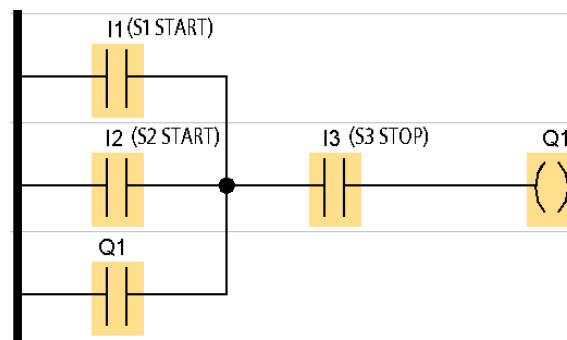 I1 (S1 START)
I2 (S2 START)
I3 (S3 STOP)
Q1
Q1